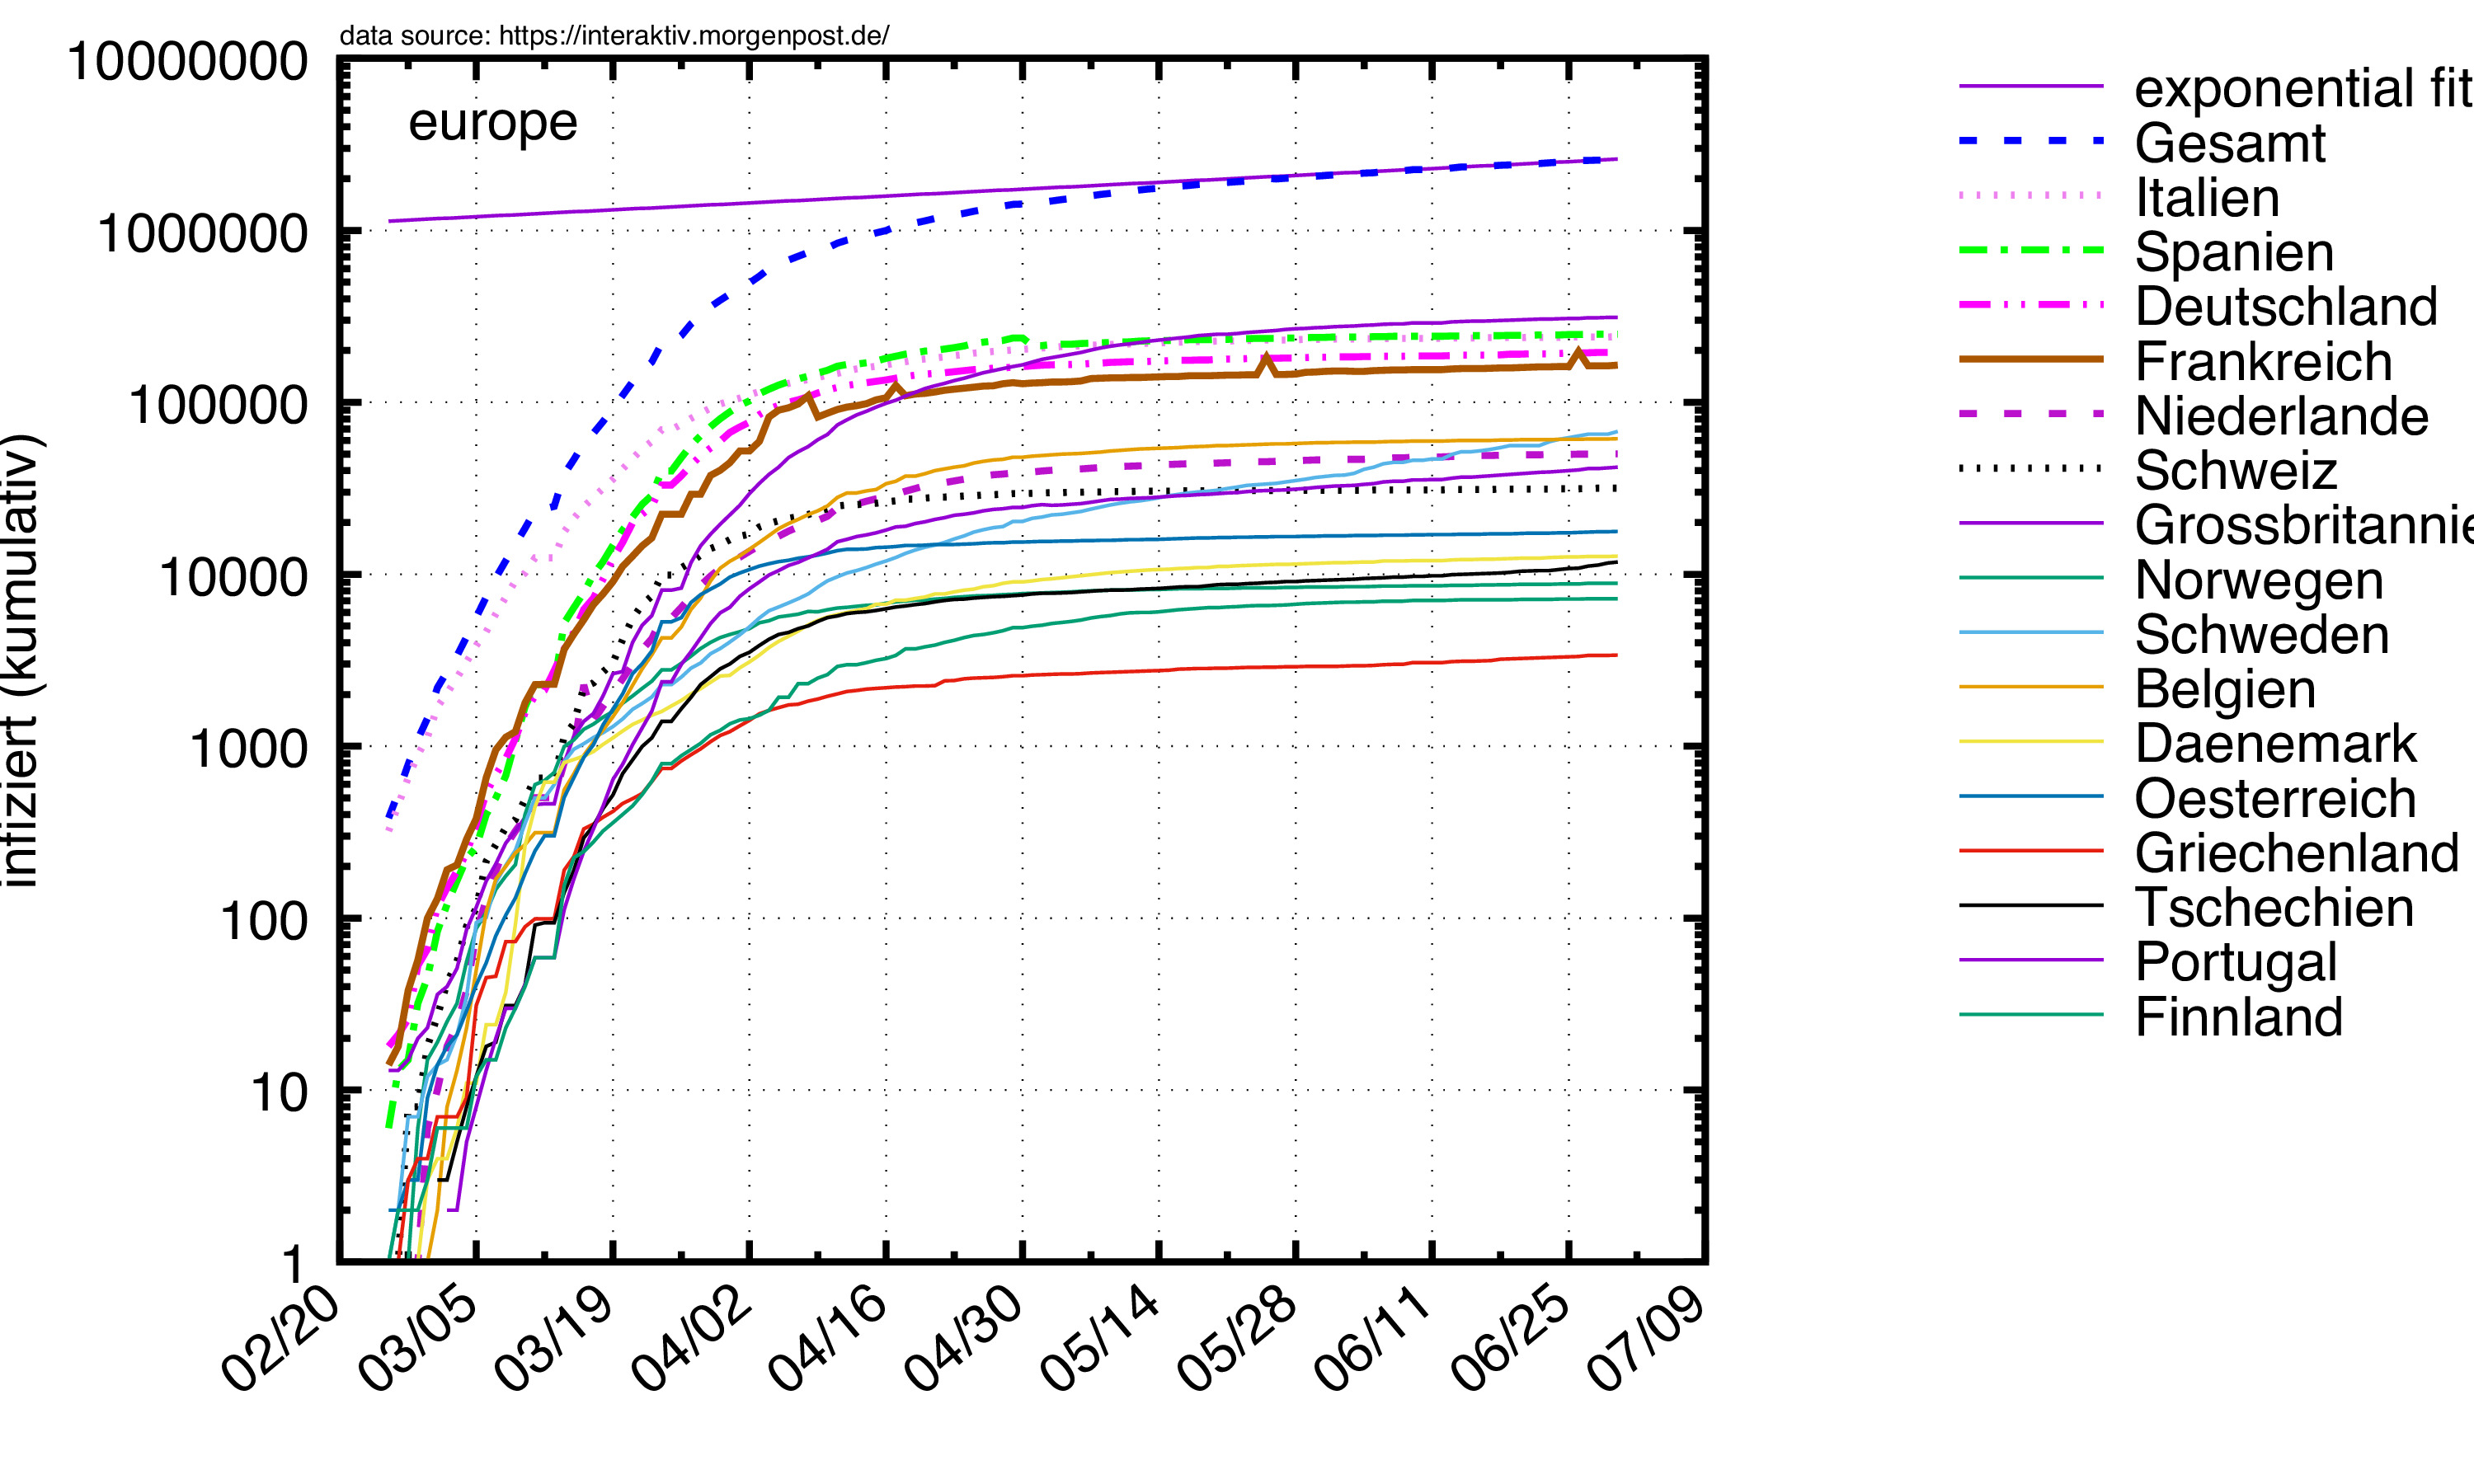 data source: https://interaktiv.morgenpost.de/
europe
infiziert (kumulativ)
10000000
1000000
100000
10000
1000
100
10
1
02/20
03/05
03/19
04/02
04/16
04/30
05/14
05/28
06/11
06/25
07/09
exponential fit
Gesamt
Italien
Spanien
Deutschland
Frankreich
Niederlande
Schweiz
Grossbritannie
Norwegen
Schweden
Belgien
Daenemark
Oesterreich
Griechenland
Tschechien
Portugal
Finnland